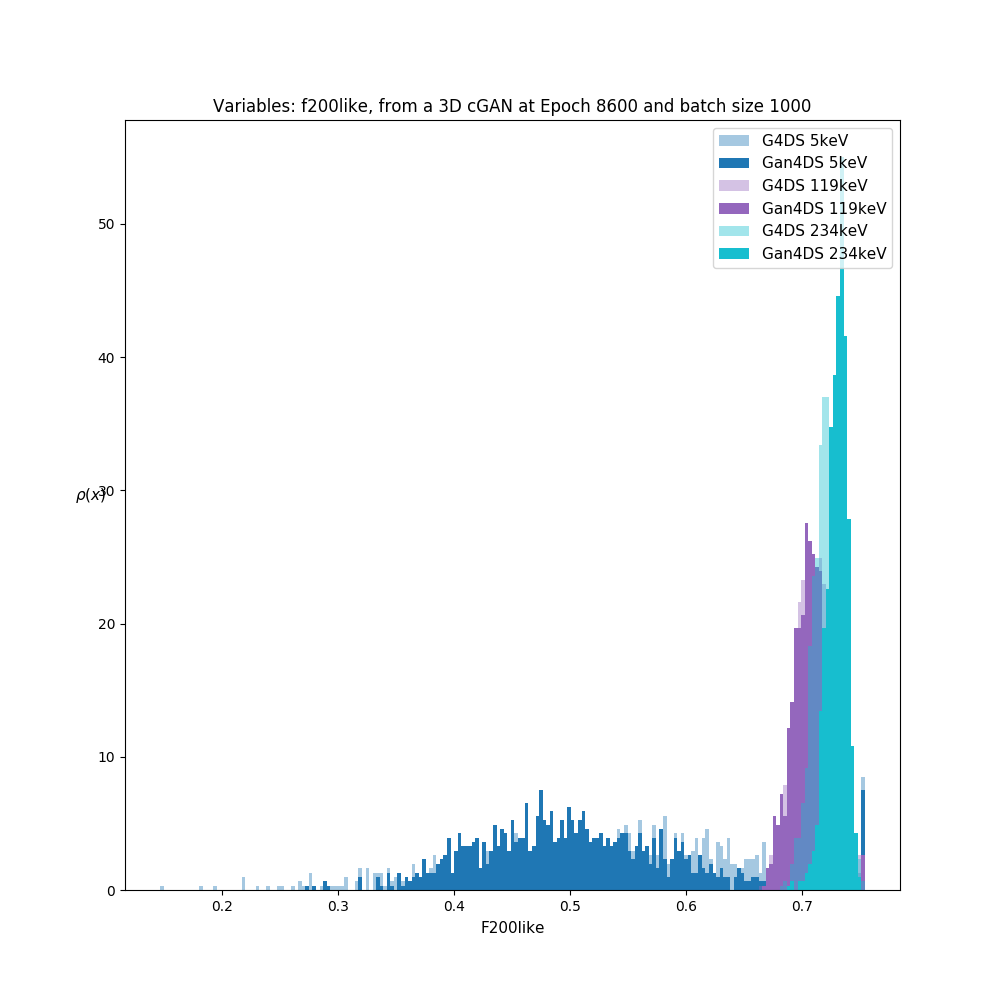 Variables: f200like, from a 3D cGAN at Epoch 8600 and batch size 1000
G4DS 5keV
Gan4DS 5keV
G4DS 119keV
Gan4DS 119keV
G4DS 234keV
Gan4DS 234keV
50
40
30
ρ(x)
20
10
0
0.2 0.3 0.4 0.5 0.6 0.7
F200like